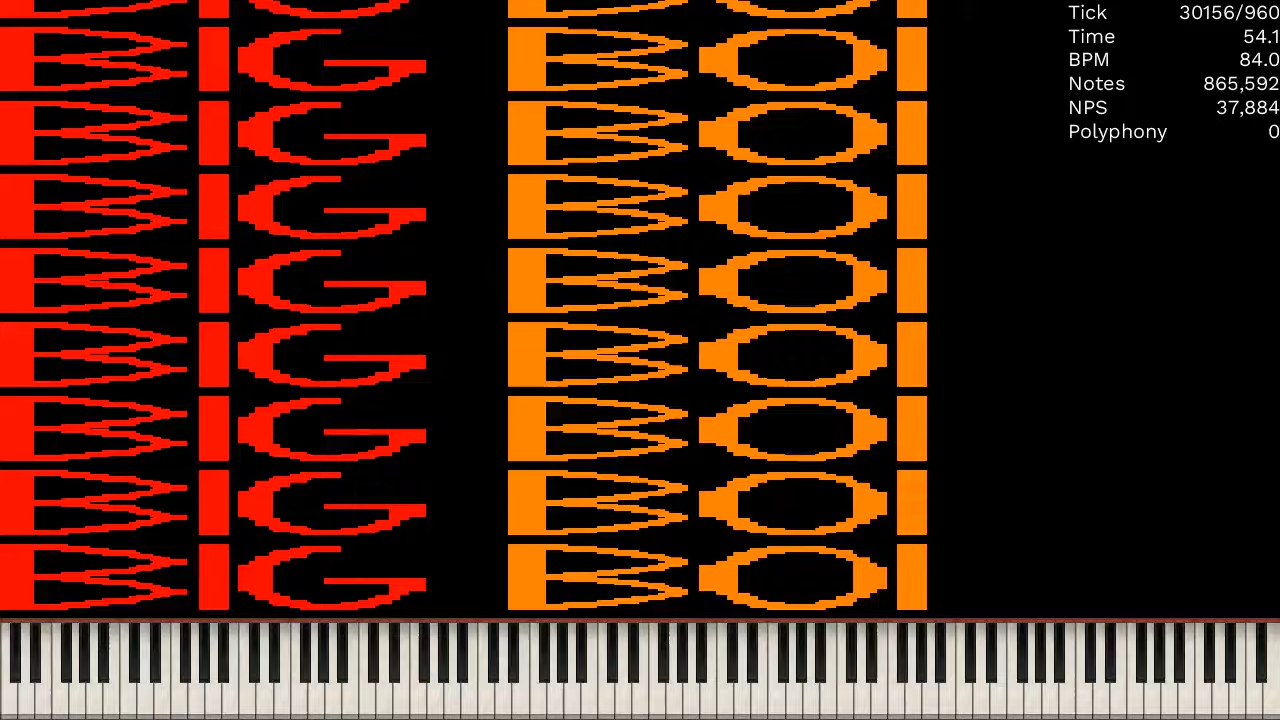 BIG BOI
BIG BOI
BIG BOI
BIG BOI
BIG BOI
BIG BOI
BIG BOI
BIG BOI
Tick 30156/960
Time 54.1
BPM 84.0
Notes 865,592
NPS 37,884
Polyphony 0